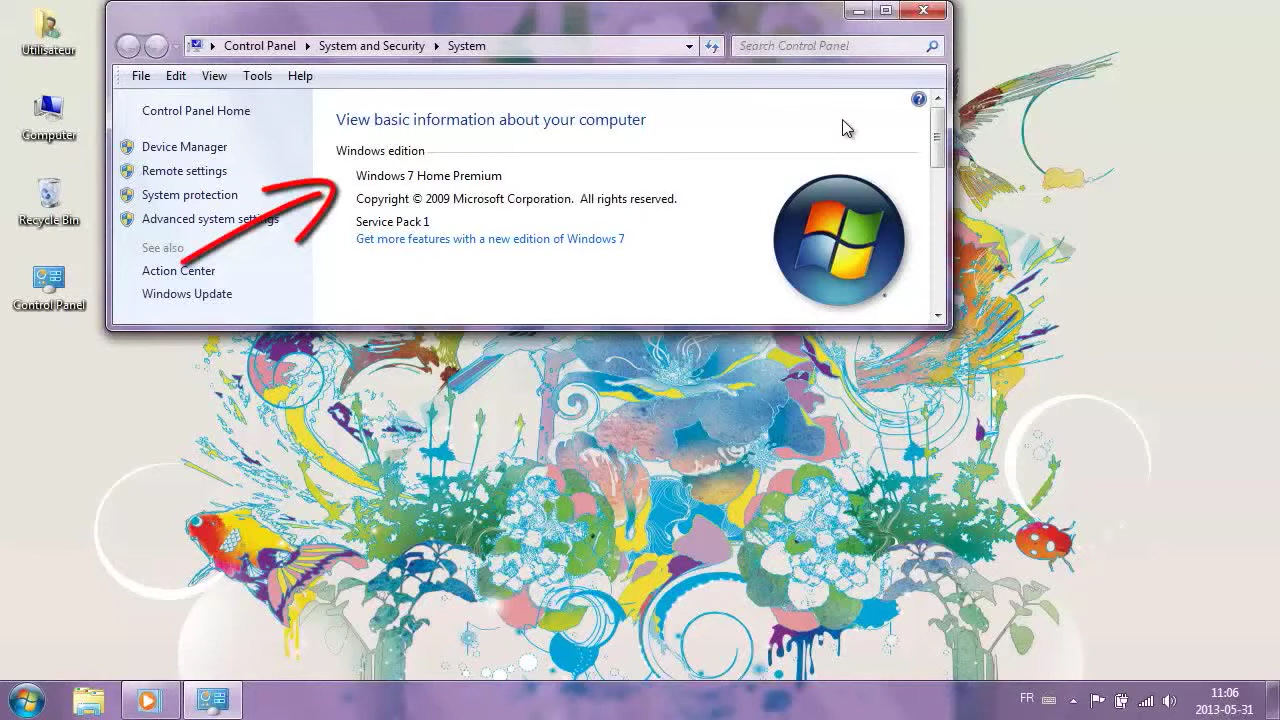 Utilisateur
Computer
Recycle Bin
Control Panel
Control Panel System and Security System
Search Control Panel
File Edit View Tools Help
Control Panel Home
Device Manager
Remote settings
System protection
Advanced system settings
See also
Action Center
Windows Update
View basic information about your computer
Windows edition
Windows 7 Home Premium
Copyright © 2009 Microsoft Corporation. All rights reserved.
Service Pack 1
Get more features with a new edition of Windows 7
FR
11:06
2013-05-31